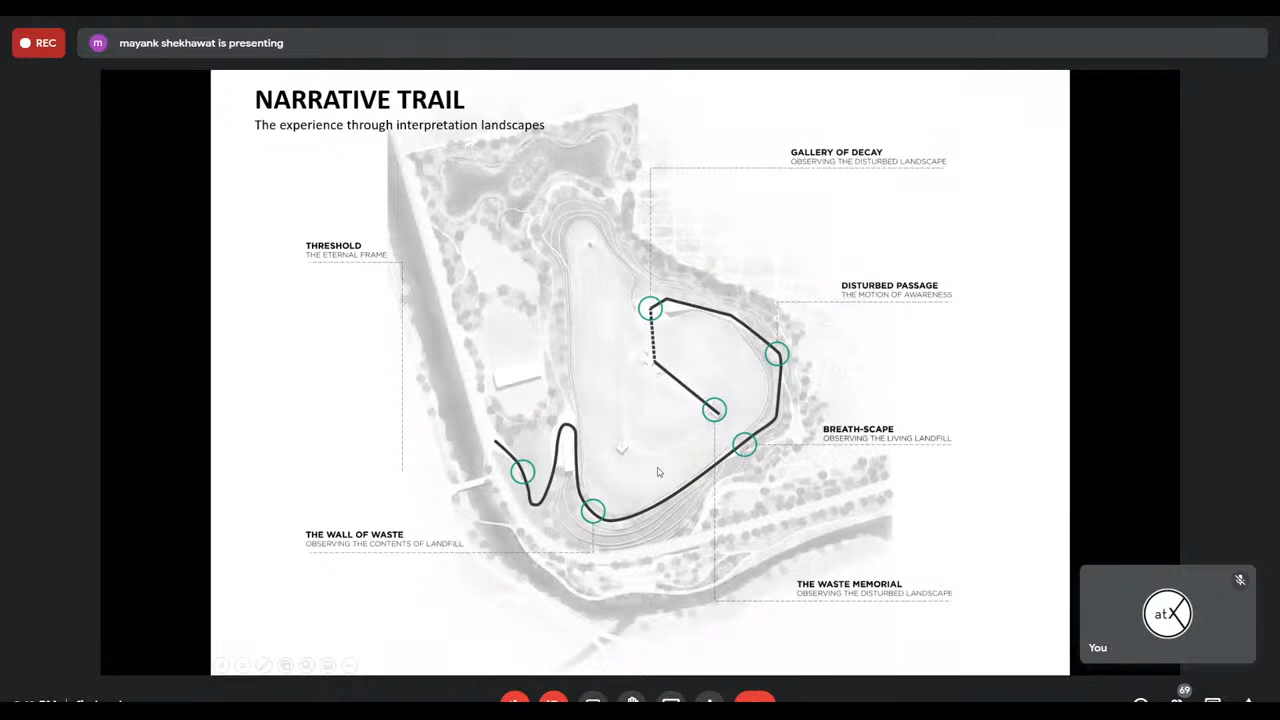 REC
m
mayank shekhawat is presenting
NARRATIVE TRAIL
The experience through interpretation landscapes
GALLERY OF DECAY
OBSERVING THE DISTURBED LANDSCAPE
THRESHOLD
THE ETERNAL FRAME
DISTURBED PASSAGE
THE MOTION OF AWARENESS
BREATH-SCAPE
OBSERVING THE LIVING LANDFILL
THE WALL OF WASTE
OBSERVING THE CONTENTS OF LANDFILL
THE WASTE MEMORIAL
OBSERVING THE DISTURBED LANDSCAPE
atX
You
69